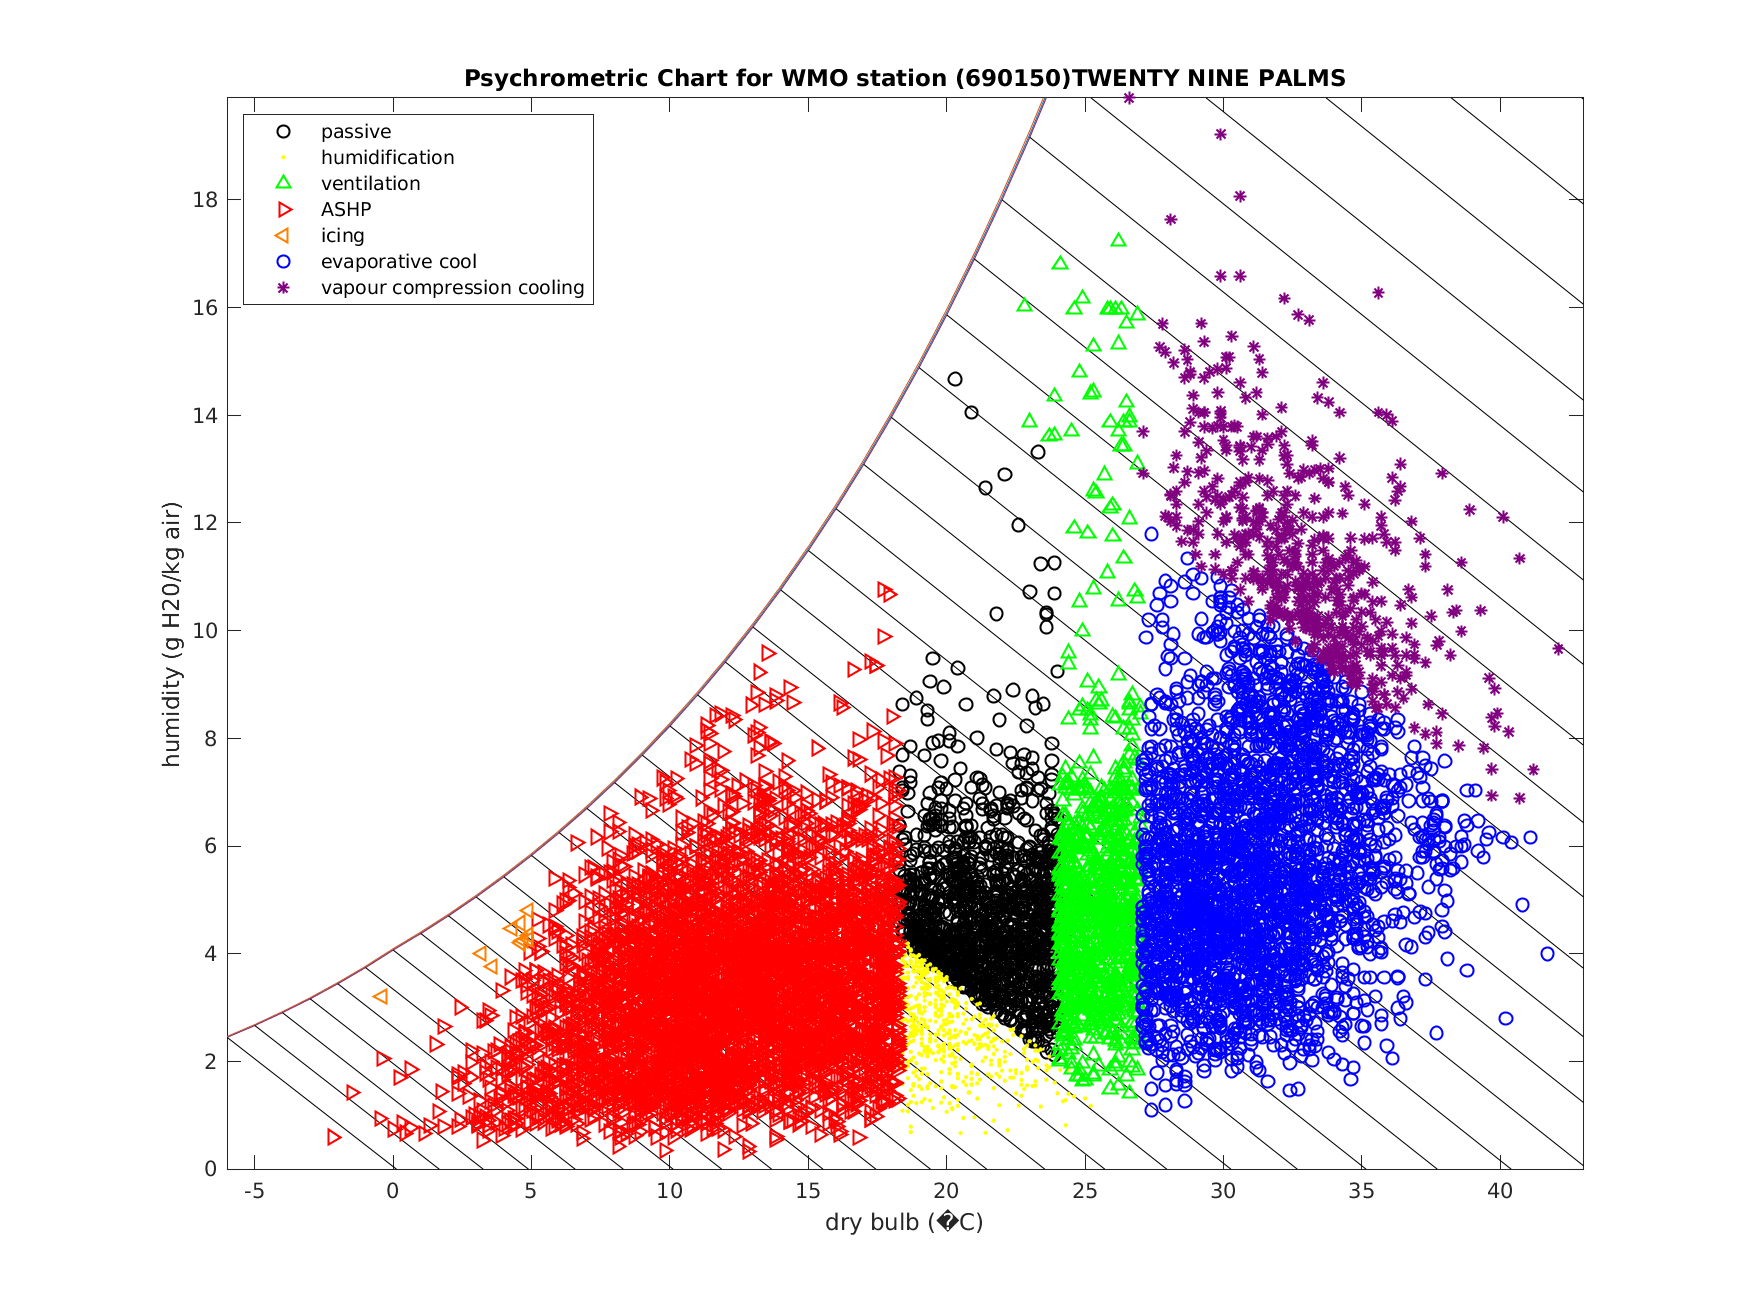 Psychrometric Chart for WMO station (690150)TWENTY NINE PALMS
passive
humidification
ventilation
ASHP
icing
evaporative cool
vapour compression cooling
humidity (g H20/kg air)
18
16
14
12
10
8
6
4
2
0
-5 0 5 10 15 20 25 30 35 40
dry bulb (�C)